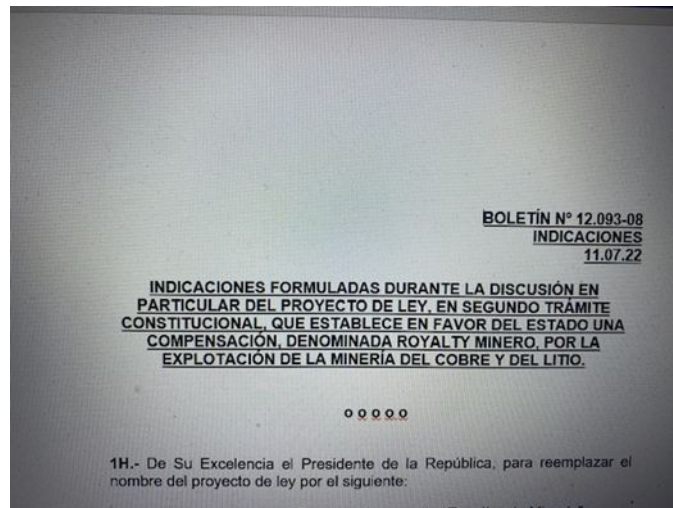 BOLETÍN Nº 12.093-08
INDICACIONES
11.07.22
INDICACIONES FORMULADAS DURANTE LA DISCUSIÓN EN
PARTICULAR DEL PROYECTO DE LEY, EN SEGUNDO TRÁMITE
CONSTITUCIONAL, QUE ESTABLECE EN FAVOR DEL ESTADO UNA
COMPENSACIÓN, DENOMINADA ROYALTY MINERO, POR LA
EXPLOTACIÓN DE LA MINERÍA DEL COBRE Y DEL LITIO.
o o o o o
1H.- De Su Excelencia el Presidente de la República, para reemplazar el
nombre del proyecto de ley por el siguiente: